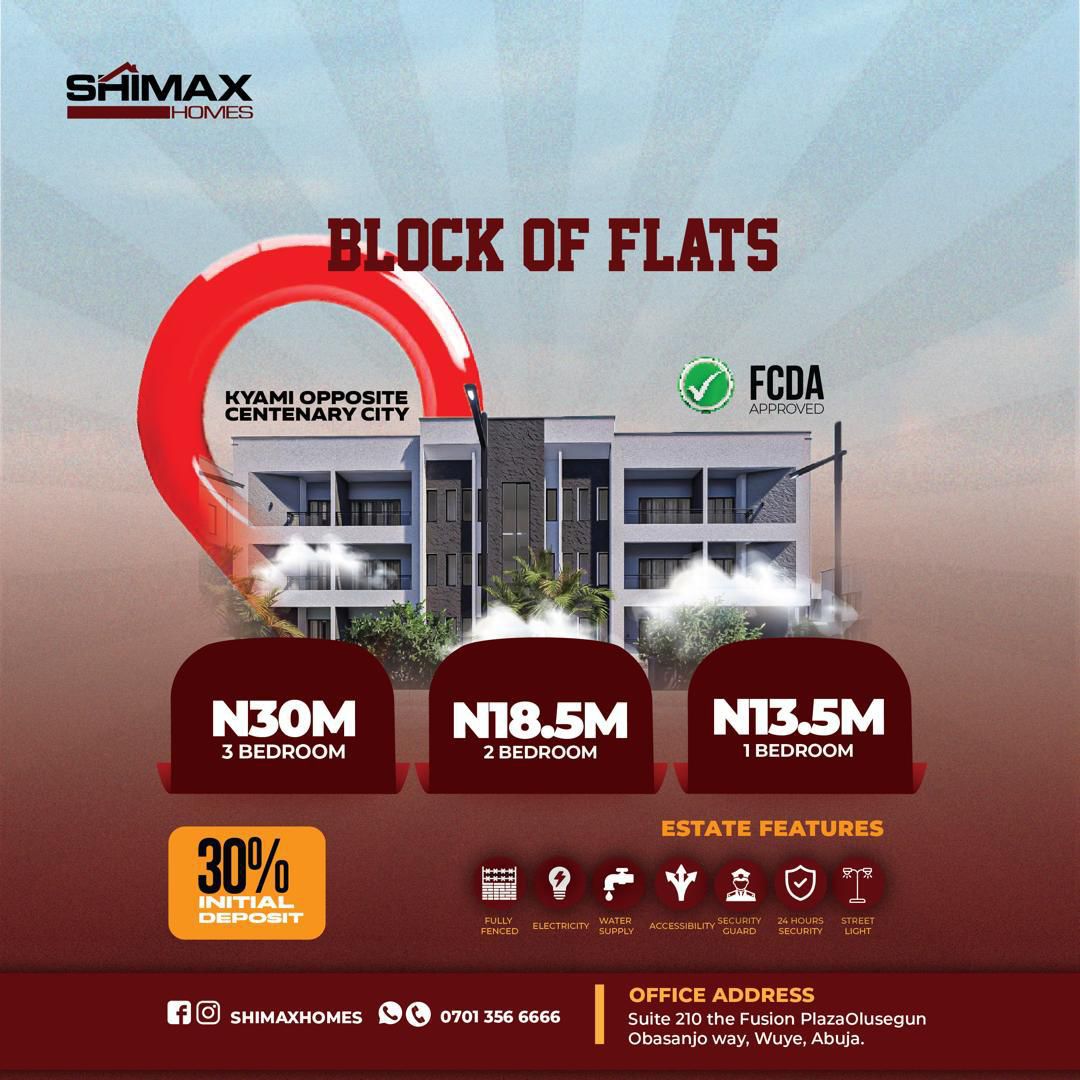 SHIMAX
HOMES
BLOCK OF FLATS
KYAMI OPPOSITE
CENTENARY CITY
FCDA
APPROVED
N30M
3 BEDROOM
N18.5M
2 BEDROOM
N13.5M
1 BEDROOM
30%
INITIAL
DEPOSIT
ESTATE FEATURES
FULLY
FENCED
ELECTRICITY
WATER
SUPPLY
ACCESSIBILITY
SECURITY
GUARD
24 HOURS
SECURITY
STREET
LIGHT
SHIMAXHOMES
0701 356 6666
OFFICE ADDRESS
Suite 210 the Fusion PlazaOlusegun
Obasanjo way, Wuye, Abuja.